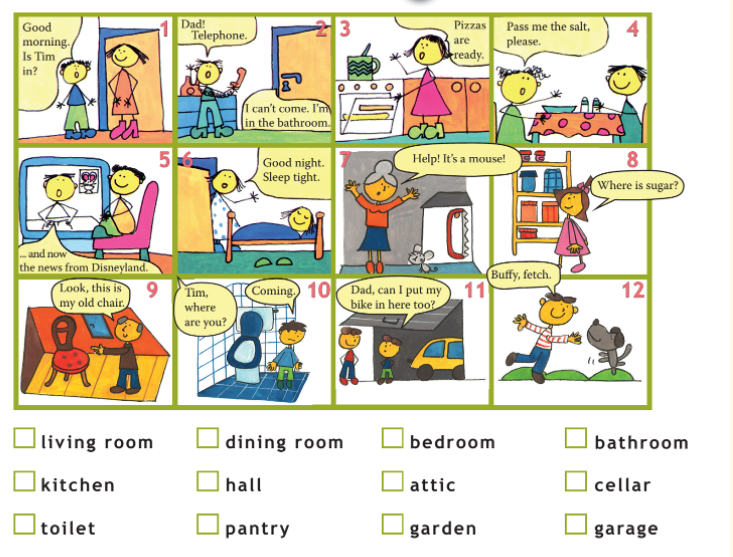 1
Good
morning.
Is Tim
in?
2
Dad!
Telephone.
I can't come. I'm
in the bathroom.
3
Pizzas
are
ready.
4
Pass me the salt,
please.
5
... and now
the news from Disneyland.
6
Good night.
Sleep tight.
7
Help! It's a mouse!
8
Where is sugar?
9
Look, this is
my old chair.
10
Tim,
where
are you?
Coming.
11
Dad, can I put my
bike in here too?
12
Buffy, fetch.
living room
dining room
bedroom
bathroom
kitchen
hall
attic
cellar
toilet
pantry
garden
garage